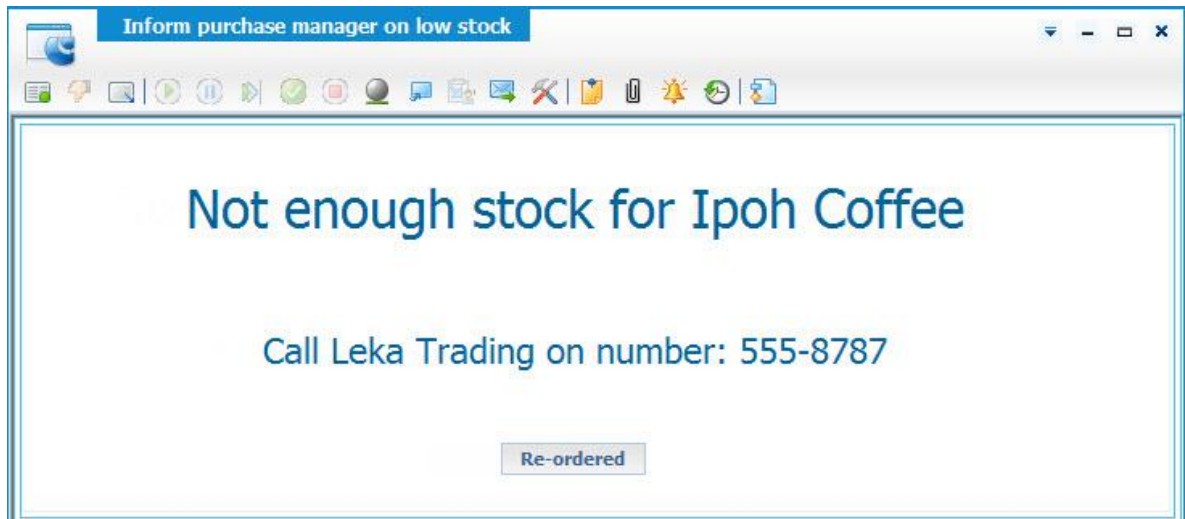 Inform purchase manager on low stock
Not enough stock for Ipoh Coffee
Call Leka Trading on number: 555-8787
Re-ordered